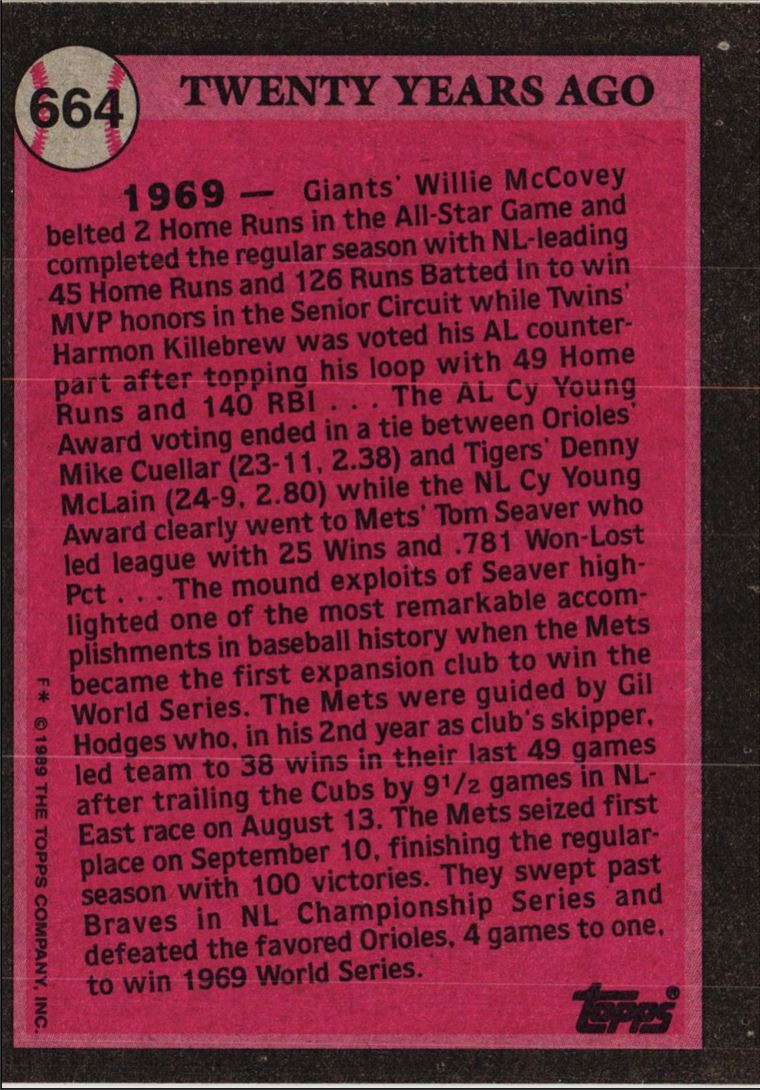 664
TWENTY YEARS AGO
1969 — Giants' Willie McCovey
belted 2 Home Runs in the All-Star Game and
completed the regular season with NL-leading
45 Home Runs and 126 Runs Batted In to win
MVP honors in the Senior Circuit while Twins'
Harmon Killebrew was voted his AL counter-
part after topping his loop with 49 Home
Runs and 140 RBI . . . The AL Cy Young
Award voting ended in a tie between Orioles'
Mike Cuellar (23-11, 2.38) and Tigers' Denny
McLain (24-9, 2.80) while the NL Cy Young
Award clearly went to Mets' Tom Seaver who
led league with 25 Wins and .781 Won-Lost
Pct . . . The mound exploits of Seaver high-
lighted one of the most remarkable accom-
plishments in baseball history when the Mets
became the first expansion club to win the
World Series. The Mets were guided by Gil
Hodges who, in his 2nd year as club's skipper,
led team to 38 wins in their last 49 games
after trailing the Cubs by 9 1/2 games in NL-
East race on August 13. The Mets seized first
place on September 10, finishing the regular-
season with 100 victories. They swept past
Braves in NL Championship Series and
defeated the favored Orioles, 4 games to one,
to win 1969 World Series.
F* © 1989 THE TOPPS COMPANY, INC.
topps®